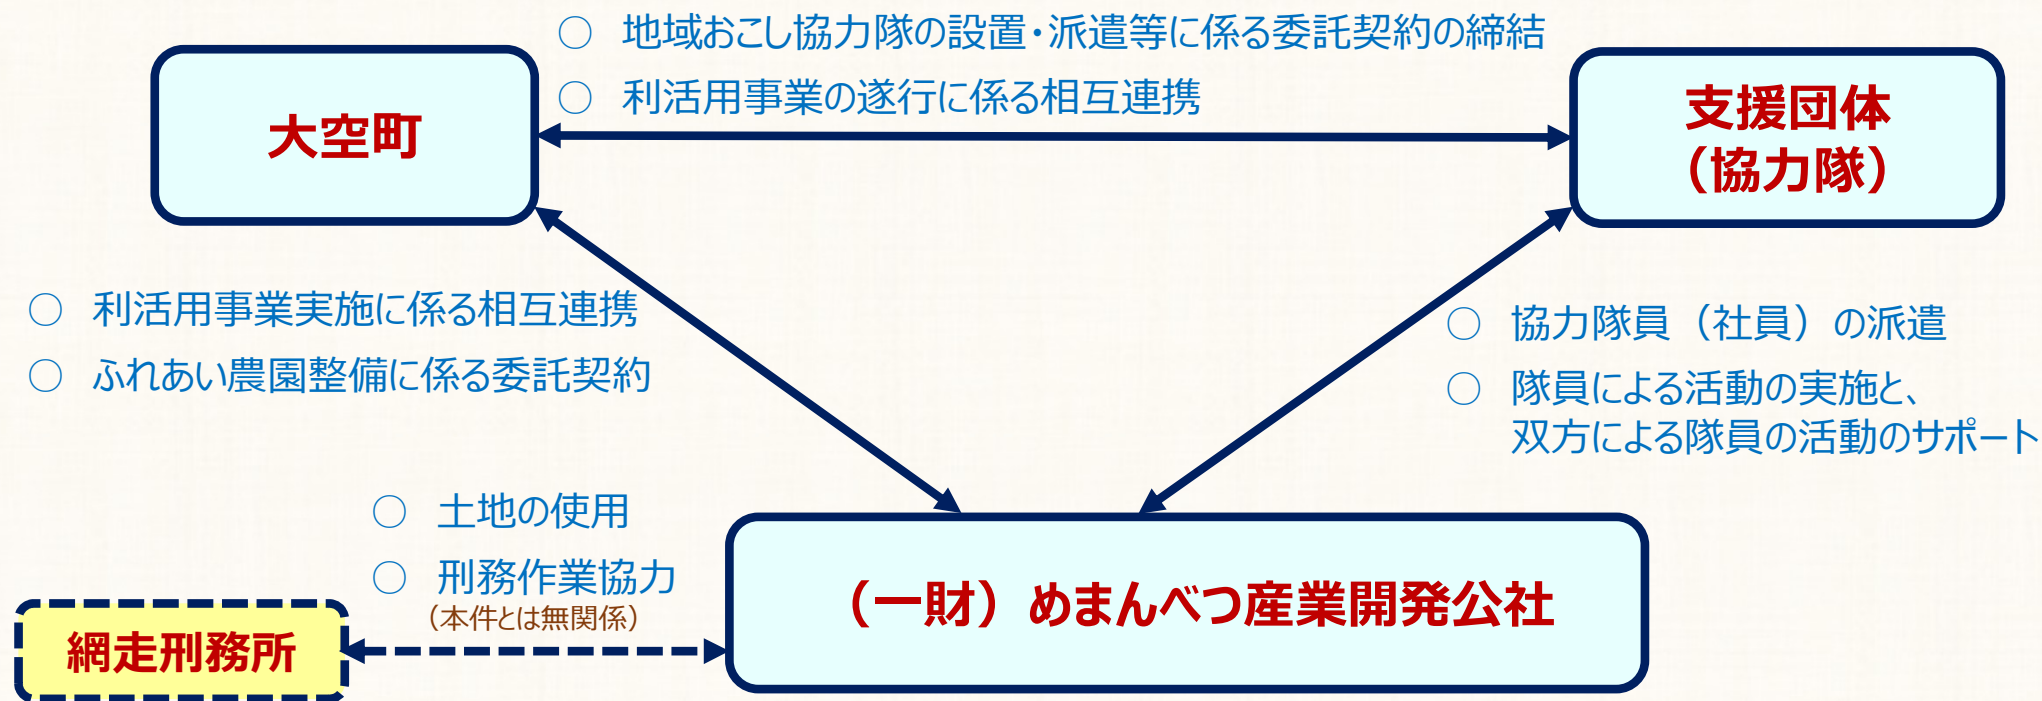 ○ 地域おこし協力隊の設置・派遣等に係る委託契約の締結
○ 利活用事業の遂行に係る相互連携
大空町
支援団体
（協力隊）
○ 利活用事業実施に係る相互連携
○ ふれあい農園整備に係る委託契約
○ 協力隊員（社員）の派遣
○ 隊員による活動の実施と、
双方による隊員の活動のサポート
○ 土地の使用
○ 刑務作業協力
（本件とは無関係）
網走刑務所
（一財）めまんべつ産業開発公社